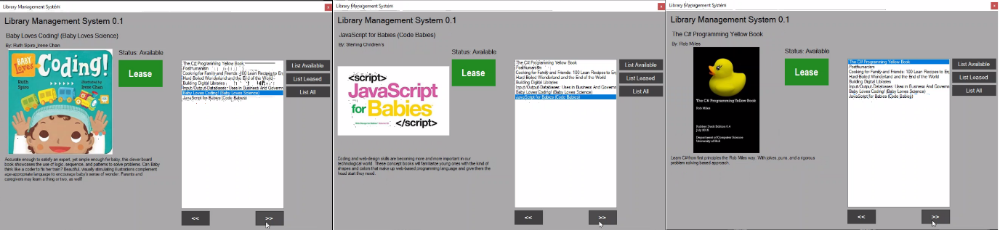 Library Management System
x
Library Management System 0.1
Baby Loves Coding! (Baby Loves Science)
By: Ruth Spiro ,Irene Chan
BABY
Loves
Coding!
Ruth
Spiro
illustrated by
Irene Chan
Status: Available
Lease
The C# Programming Yellow Book
Posthumanism
Cooking for Family and Friends: 100 Lean Recipes to En
Hard Boiled Wonderland and the End of the World
Building Digital Libraries
Input/Output-Databases: Uses in Business And Governm
Baby Loves Coding! (Baby Loves Science)
JavaScript for Babies (Code Babies)
List Available
List Leased
List All
Accurate enough to satisfy an expert, yet simple enough for baby, this clever board
book showcases the use of logic, sequence, and patterns to solve problems. Can Baby
think like a coder to fix her train? Beautiful, visually stimulating illustrations complement
age-appropriate language to encourage baby's sense of wonder. Parents and
caregivers may learn a thing or two, as well!
<<
>>
Library Management System
x
Library Management System 0.1
JavaScript for Babies (Code Babies)
By: Sterling Children's
<script>
JavaScript
for Babies
</script>
Status: Available
Lease
The C# Programming Yellow Book
Posthumanism
Cooking for Family and Friends: 100 Lean Recipes to En
Hard Boiled Wonderland and the End of the World
Building Digital Libraries
Input/Output-Databases: Uses in Business And Governm
Baby Loves Coding! (Baby Loves Science)
JavaScript for Babies (Code Babies)
List Available
List Leased
List All
Coding and web-design skills are becoming more and more important in our
technological world. These concept books will familiarize young ones with the kind of
shapes and colors that make up web-based programming language and give them the
head start they need.
<<
>>
Library Management System
x
Library Management System 0.1
The C# Programming Yellow Book
By: Rob Miles
The C# Programming Yellow Book
Rob Miles
Rubber Duck Edition 8.4
July 2018
Department of Computer Science
University of Hull
Status: Available
Lease
The C# Programming Yellow Book
Posthumanism
Cooking for Family and Friends: 100 Lean Recipes to En
Hard Boiled Wonderland and the End of the World
Building Digital Libraries
Input/Output-Databases: Uses in Business And Governm
Baby Loves Coding! (Baby Loves Science)
JavaScript for Babies (Code Babies)
List Available
List Leased
List All
Learn C# from first principles the Rob Miles way. With jokes, puns, and a rigorous
problem solving based approach.
<<
>>